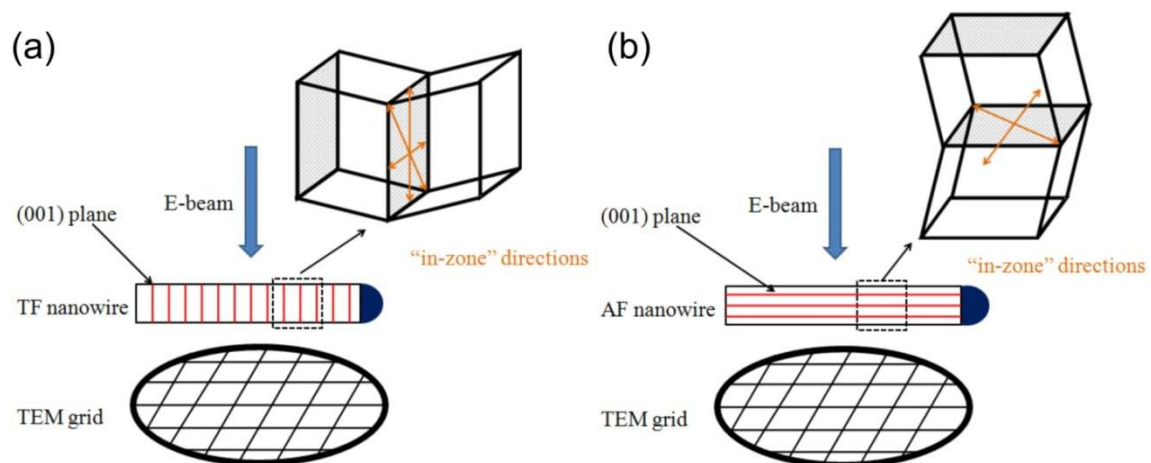 (a)
E-beam
(001) plane
"in-zone" directions
TF nanowire
TEM grid
(b)
E-beam
(001) plane
"in-zone" directions
AF nanowire
TEM grid